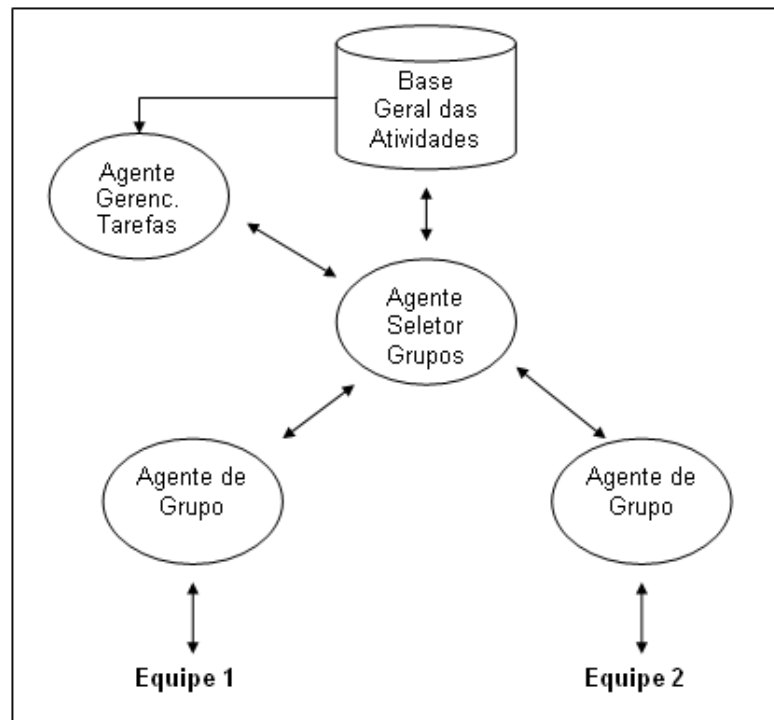 Base
Geral das
Atividades
Agente
Gerenc.
Tarefas
Agente
Seletor
Grupos
Agente de
Grupo
Agente de
Grupo
Equipe 1
Equipe 2